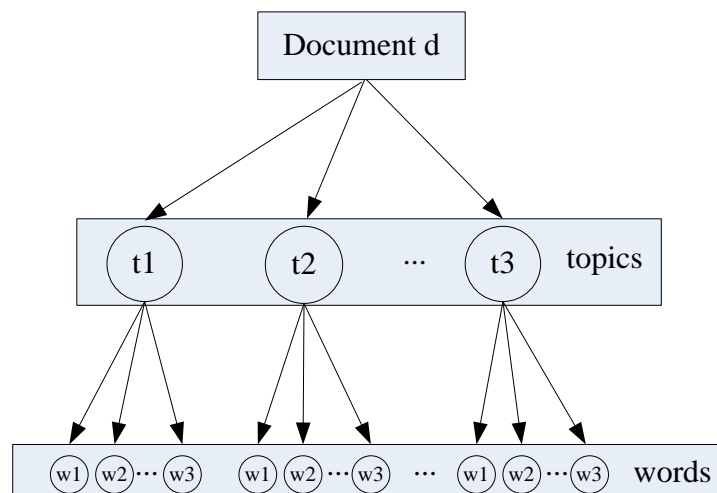 Document d
t1 t2 ... t3 topics
w1 w2 ... w3 w1 w2 ... w3 ... w1 w2 ... w3 words